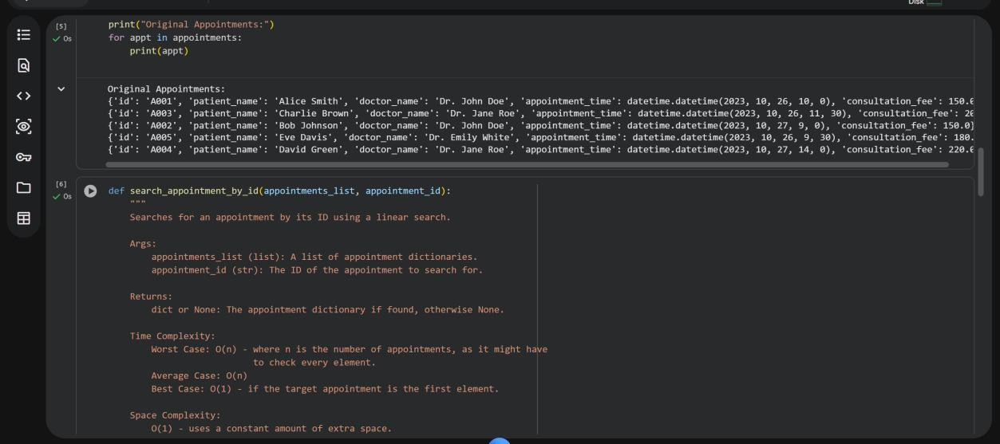 Disk
[5]
0s
print("Original Appointments:")
for appt in appointments:
    print(appt)
Original Appointments:
{'id': 'A001', 'patient_name': 'Alice Smith', 'doctor_name': 'Dr. John Doe', 'appointment_time': datetime.datetime(2023, 10, 26, 10, 0), 'consultation_fee': 150.0
{'id': 'A003', 'patient_name': 'Charlie Brown', 'doctor_name': 'Dr. Jane Roe', 'appointment_time': datetime.datetime(2023, 10, 26, 11, 30), 'consultation_fee': 20
{'id': 'A002', 'patient_name': 'Bob Johnson', 'doctor_name': 'Dr. John Doe', 'appointment_time': datetime.datetime(2023, 10, 27, 9, 0), 'consultation_fee': 150.0}
{'id': 'A005', 'patient_name': 'Eve Davis', 'doctor_name': 'Dr. Emily White', 'appointment_time': datetime.datetime(2023, 10, 26, 9, 30), 'consultation_fee': 180.
{'id': 'A004', 'patient_name': 'David Green', 'doctor_name': 'Dr. Jane Roe', 'appointment_time': datetime.datetime(2023, 10, 27, 14, 0), 'consultation_fee': 220.0
[6]
0s
def search_appointment_by_id(appointments_list, appointment_id):
    """
    Searches for an appointment by its ID using a linear search.
    Args:
        appointments_list (list): A list of appointment dictionaries.
        appointment_id (str): The ID of the appointment to search for.
    Returns:
        dict or None: The appointment dictionary if found, otherwise None.
    Time Complexity:
        Worst Case: O(n) - where n is the number of appointments, as it might have
                           to check every element.
        Average Case: O(n)
        Best Case: O(1) - if the target appointment is the first element.
    Space Complexity:
        O(1) - uses a constant amount of extra space.